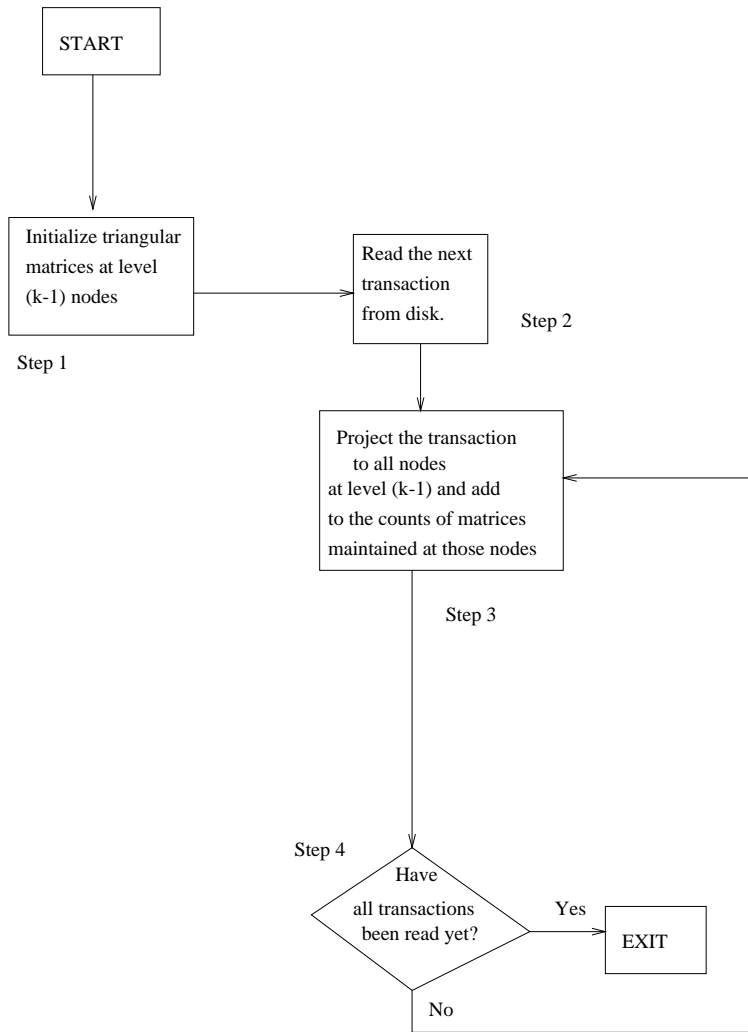 START
Initialize triangular
matrices at level
(k-1) nodes
Step 1
Read the next
transaction
from disk.
Step 2
Project the transaction
to all nodes
at level (k-1) and add
to the counts of matrices
maintained at those nodes
Step 3
Step 4
Have
all transactions
been read yet?
Yes
EXIT
No